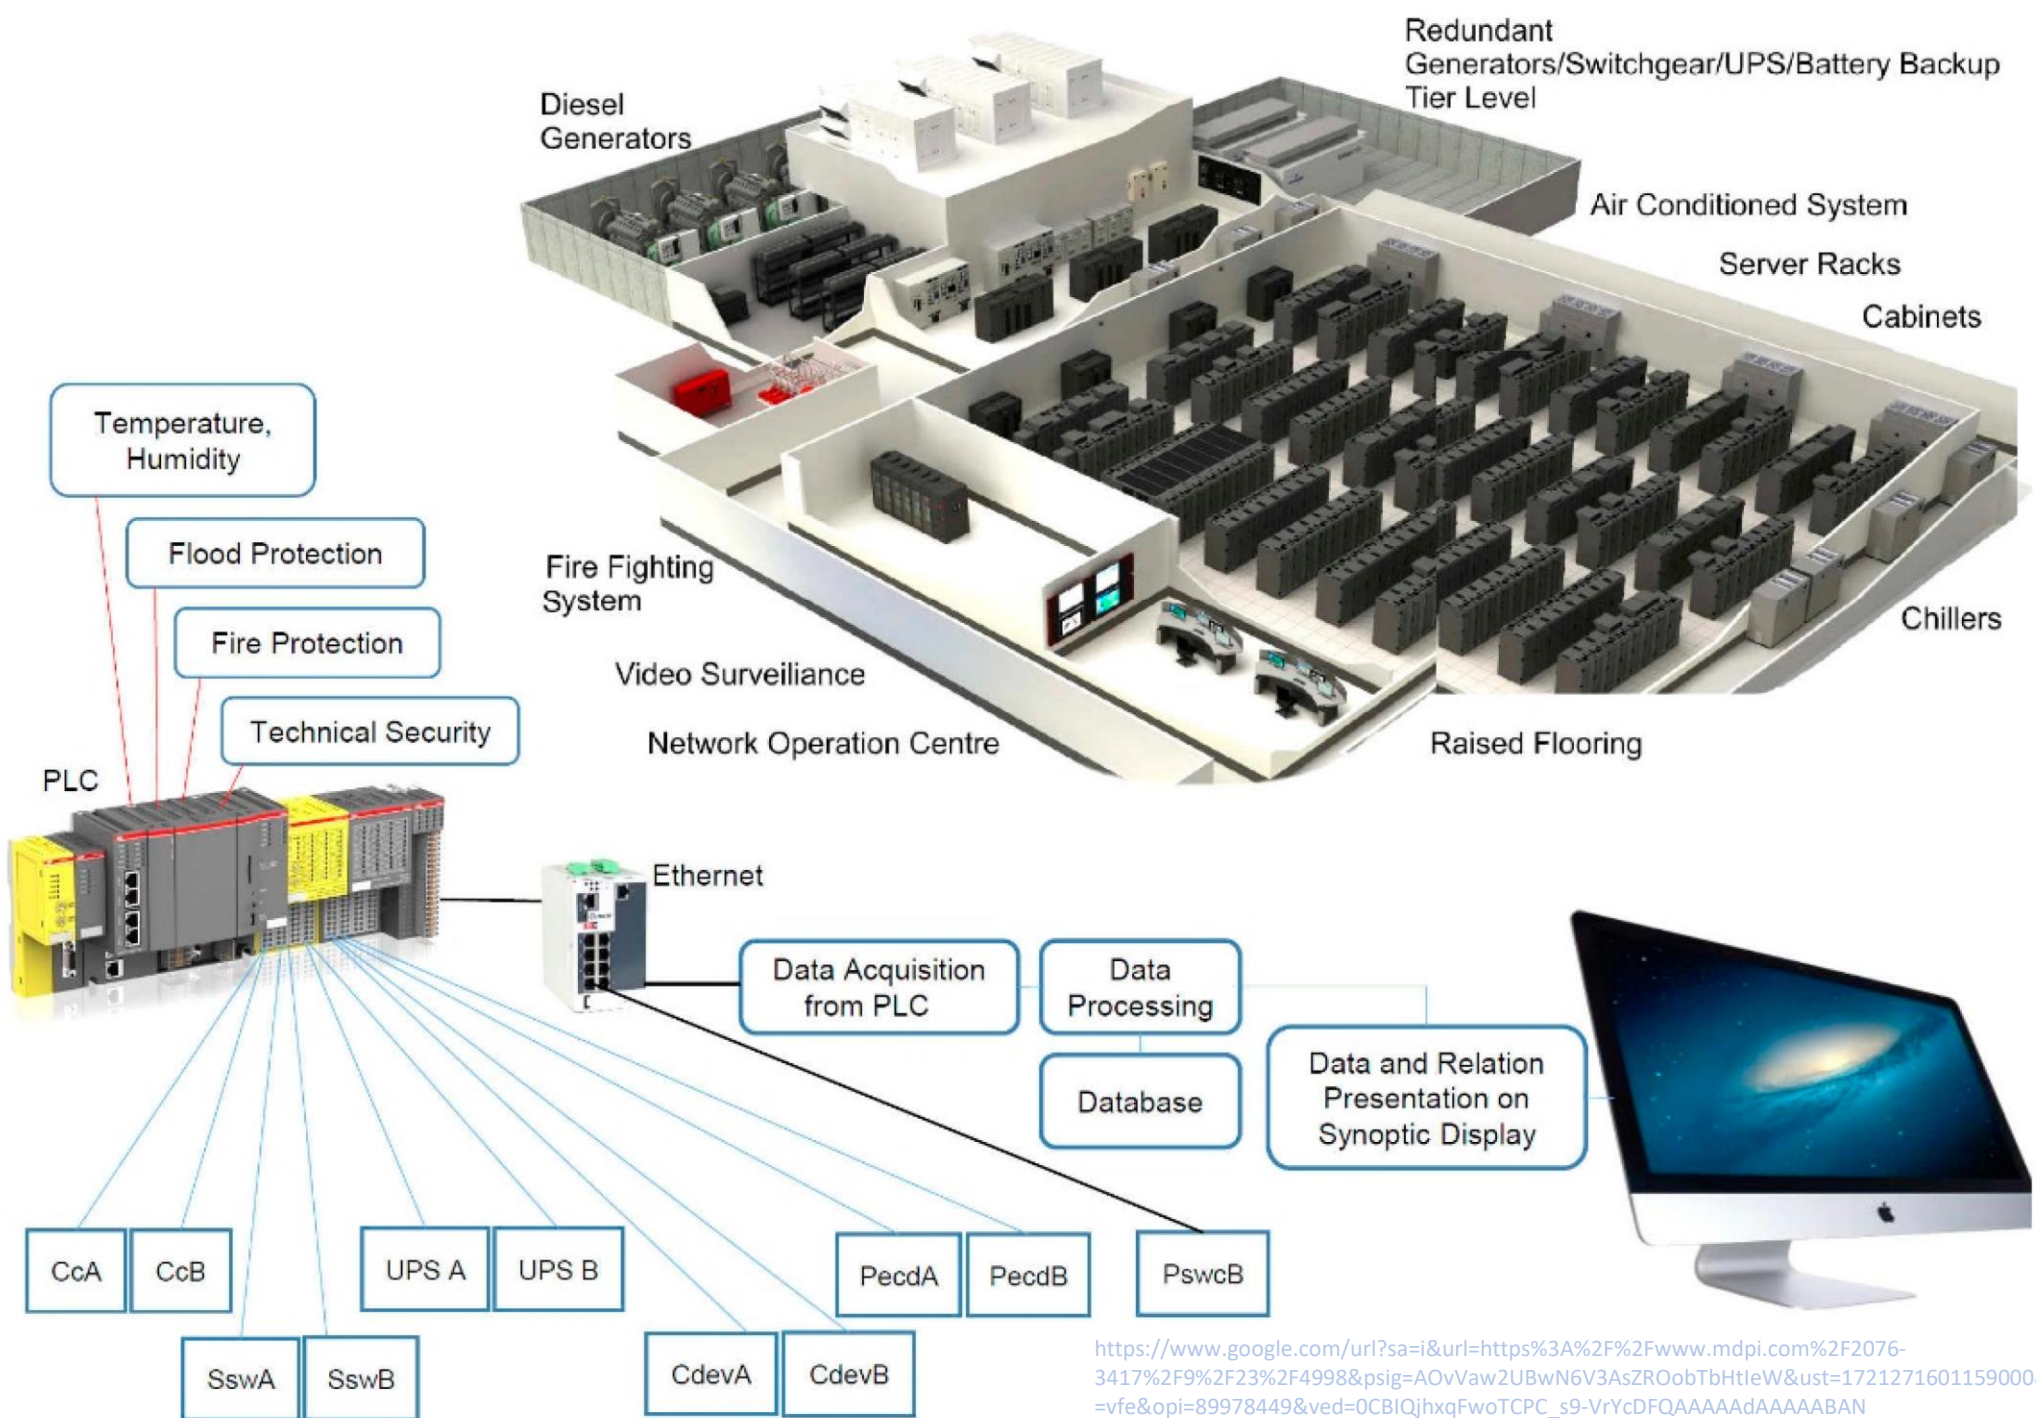 Redundant
Generators/Switchgear/UPS/Battery Backup
Tier Level
Diesel
Generators
Air Conditioned System
Server Racks
Cabinets
Temperature,
Humidity
Flood Protection
Fire Fighting
System
Fire Protection
Chillers
Video Surveiliance
Technical Security
Network Operation Centre
Raised Flooring
PLC
Ethernet
Data Acquisition
from PLC
Data
Processing
Database
Data and Relation
Presentation on
Synoptic Display
CcA
CcB
UPS A
UPS B
PecdA
PecdB
PswcB
SswA
SswB
CdevA
CdevB
https://www.google.com/url?sa=i&url=https%3A%2F%2Fwww.mdpi.com%2F2076-
3417%2F9%2F23%2F4998&psig=AOvVaw2UBwN6V3AsZROobTbHtIeW&ust=1721271601159000&
=vfe&opi=89978449&ved=0CBIQjhxqFwoTCPC_s9-VrYcDFQAAAAAdAAAAABAN